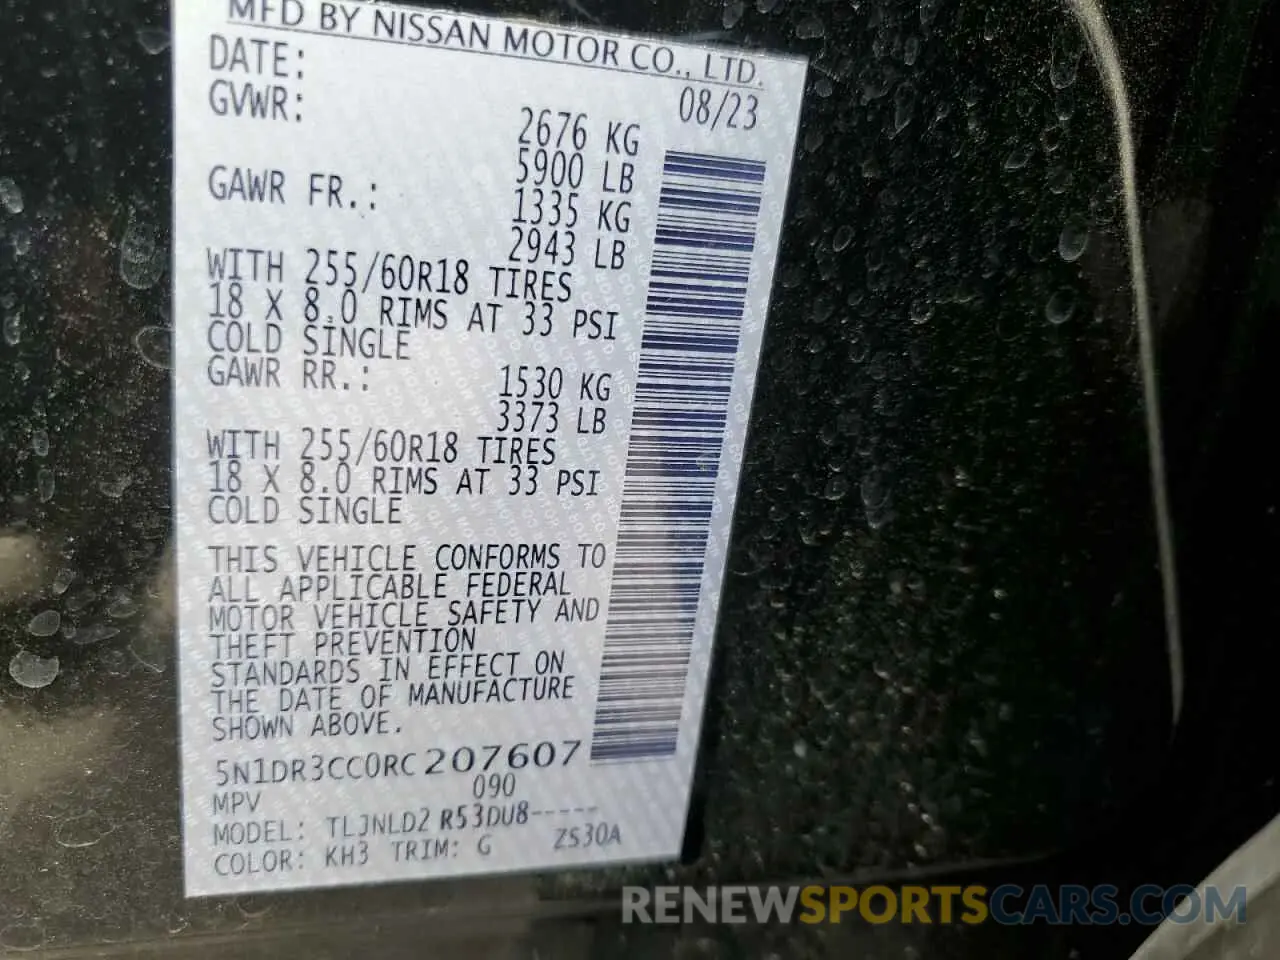 MFD BY NISSAN MOTOR CO., LTD.
DATE: 08/23
GVWR: 2676 KG
5900 LB
GAWR FR.: 1335 KG
2943 LB
WITH 255/60R18 TIRES
18 X 8.0 RIMS AT 33 PSI
COLD SINGLE
GAWR RR.: 1530 KG
3373 LB
WITH 255/60R18 TIRES
18 X 8.0 RIMS AT 33 PSI
COLD SINGLE
THIS VEHICLE CONFORMS TO
ALL APPLICABLE FEDERAL
MOTOR VEHICLE SAFETY AND
THEFT PREVENTION
STANDARDS IN EFFECT ON
THE DATE OF MANUFACTURE
SHOWN ABOVE.
5N1DR3CC0RC207607
MPV 090
MODEL: TLJNLD2 R53DU8-----
COLOR: KH3 TRIM: G ZS30A
RENEWSPORTSCARS.COM